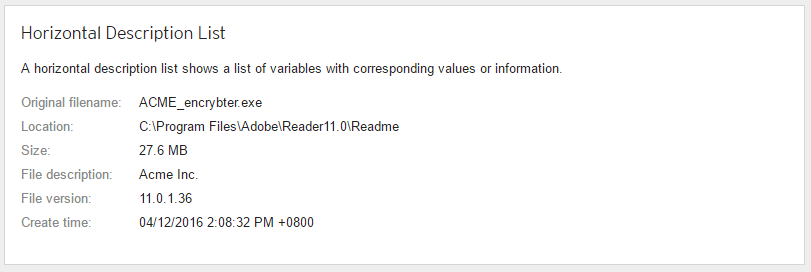 Horizontal Description List
A horizontal description list shows a list of variables with corresponding values or information.
Original filename: ACME_encrybter.exe
Location: C:\Program Files\Adobe\Reader11.0\Readme
Size: 27.6 MB
File description: Acme Inc.
File version: 11.0.1.36
Create time: 04/12/2016 2:08:32 PM +0800